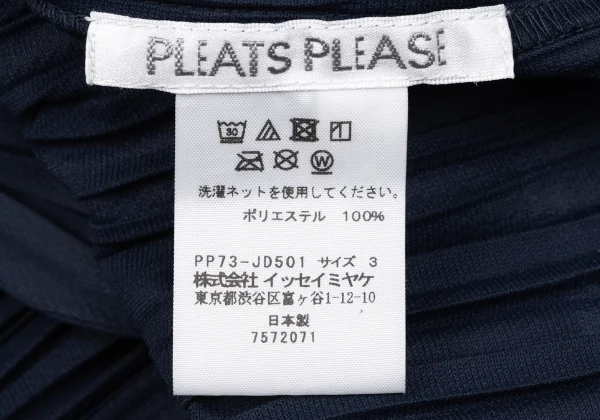 PLEATS PLEASE
30
W
洗濯ネットを使用してください。
ポリエステル 100%
PP73-JD501 サイズ 3
株式会社 イッセイミヤケ
東京都渋谷区富ヶ谷1-12-10
日本製
7572071